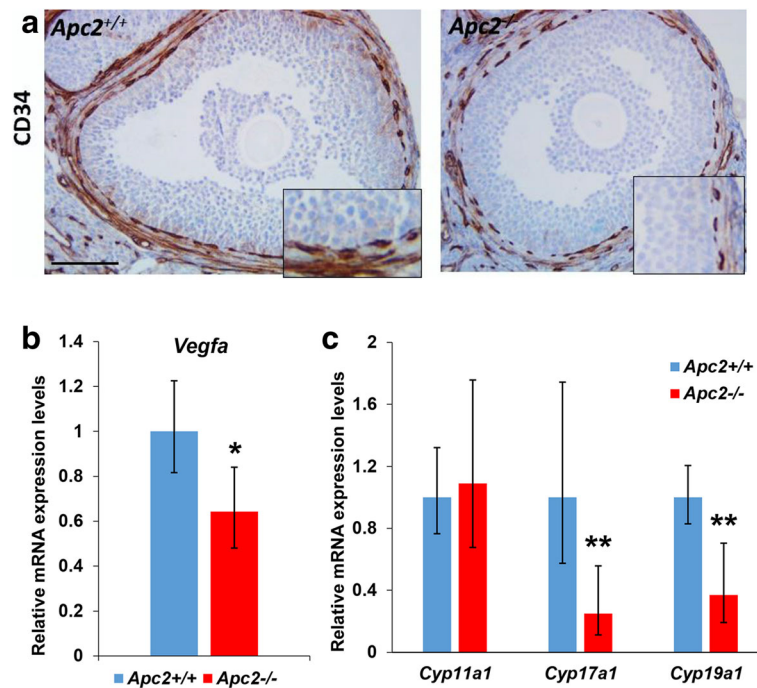 a
Apc2+/+
Apc2-/-
CD34
b
Vegfa
Relative mRNA expression levels
1.4
1.2
1
0.8
0.6
0.4
0.2
0
*
Apc2+/+ Apc2-/-
c
Relative mRNA expression levels
2
1.6
1.2
0.8
0.4
0
Apc2+/+
Apc2-/-
**
**
Cyp11a1 Cyp17a1 Cyp19a1